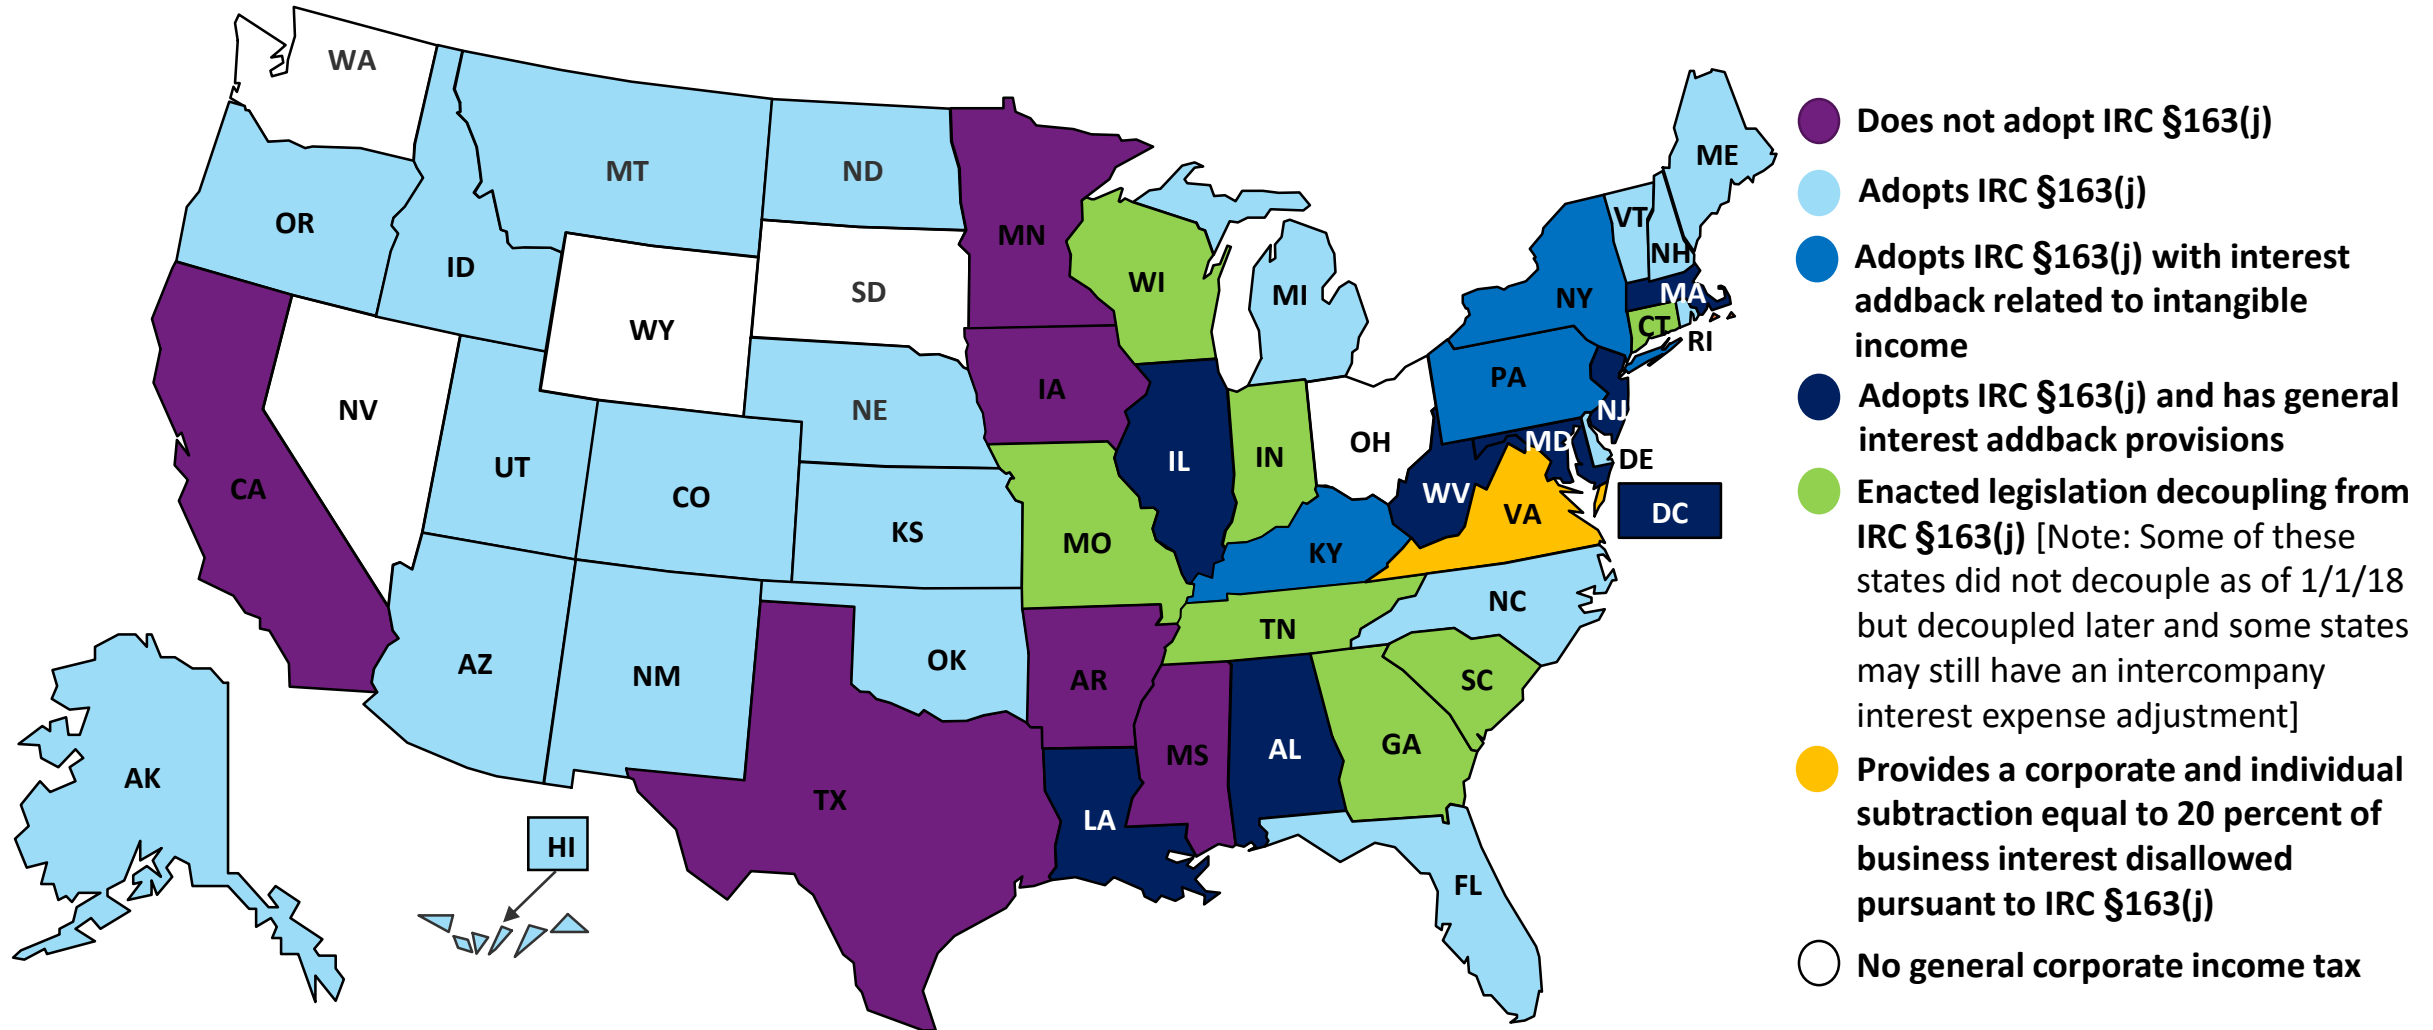 WA
MT
ND
ME
OR
ID
MN
VT
NH
WI
SD
MI
NY
MA
WY
CT
RI
NV
NE
IA
PA
NJ
UT
CO
IL
IN
OH
MD
DE
CA
KS
MO
WV
VA
DC
KY
NC
AZ
NM
OK
TN
AR
SC
AK
TX
MS
AL
GA
LA
HI
FL
Does not adopt IRC §163(j)
Adopts IRC §163(j)
Adopts IRC §163(j) with interest
addback related to intangible
income
Adopts IRC §163(j) and has general
interest addback provisions
Enacted legislation decoupling from
IRC §163(j) [Note: Some of these
states did not decouple as of 1/1/18
but decoupled later and some states
may still have an intercompany
interest expense adjustment]
Provides a corporate and individual
subtraction equal to 20 percent of
business interest disallowed
pursuant to IRC §163(j)
No general corporate income tax